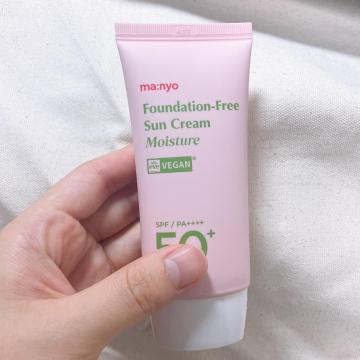 ma:nyo
Foundation-Free
Sun Cream
Moisture
VEGAN
SPF / PA++++
50+